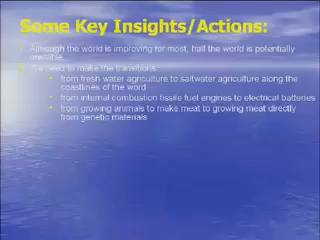 Some Key Insights/Actions:
Although the world is improving for most, half the world is potentially
unstable.
need to make the transitions
from fresh water agriculture to saltwater agriculture along the
coastlines of the word
from internal combustion fissile fuel engines to electrical batteries
from growing animals to make meat to growing meat directly
from genetic materials